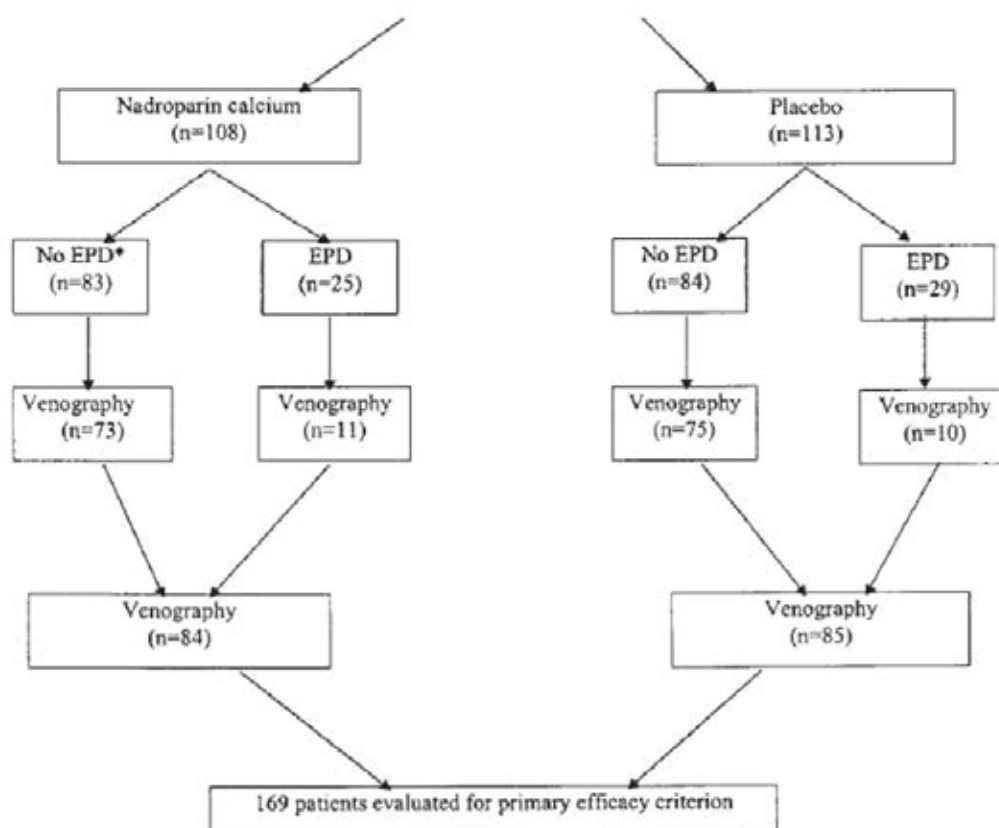 Nadroparin calcium
(n=108)
Placebo
(n=113)
No EPD*
(n=83)
EPD
(n=25)
No EPD
(n=84)
EPD
(n=29)
Venography
(n=73)
Venography
(n=11)
Venography
(n=75)
Venography
(n=10)
Venography
(n=84)
Venography
(n=85)
169 patients evaluated for primary efficacy criterion